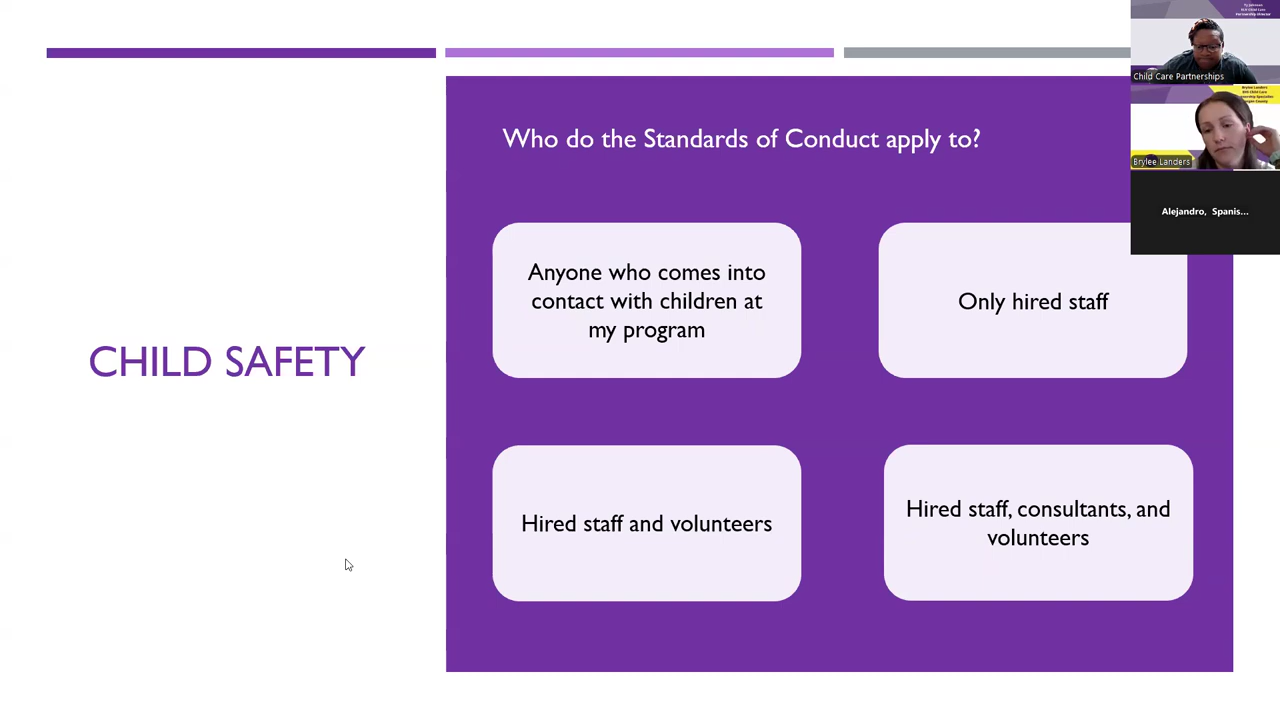 CHILD SAFETY
Who do the Standards of Conduct apply to?
Anyone who comes into
contact with children at
my program
Only hired staff
Hired staff and volunteers
Hired staff, consultants, and
volunteers
Child Care Partnerships
Brylee Landers
Alejandro, Spanis...